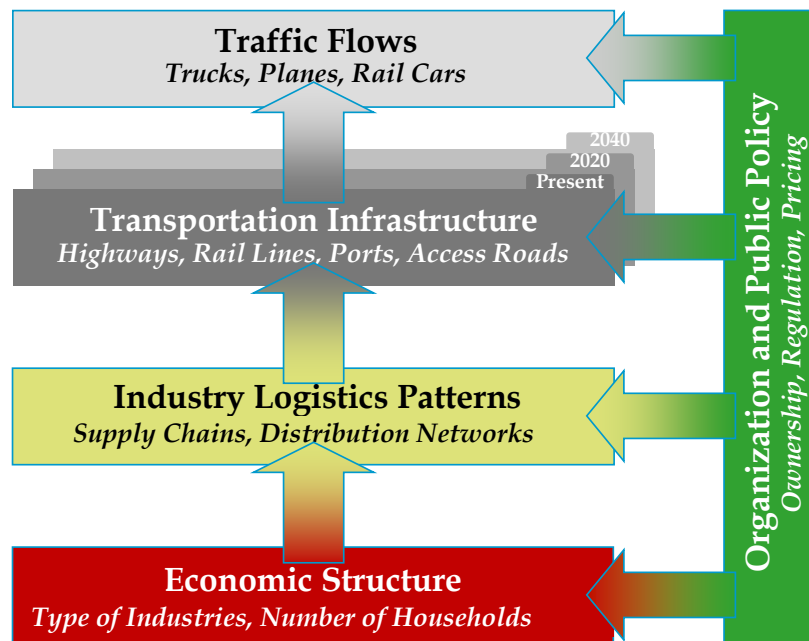 Traffic Flows
Trucks, Planes, Rail Cars
2040
2020
Present
Transportation Infrastructure
Highways, Rail Lines, Ports, Access Roads
Industry Logistics Patterns
Supply Chains, Distribution Networks
Economic Structure
Type of Industries, Number of Households
Organization and Public Policy
Ownership, Regulation, Pricing